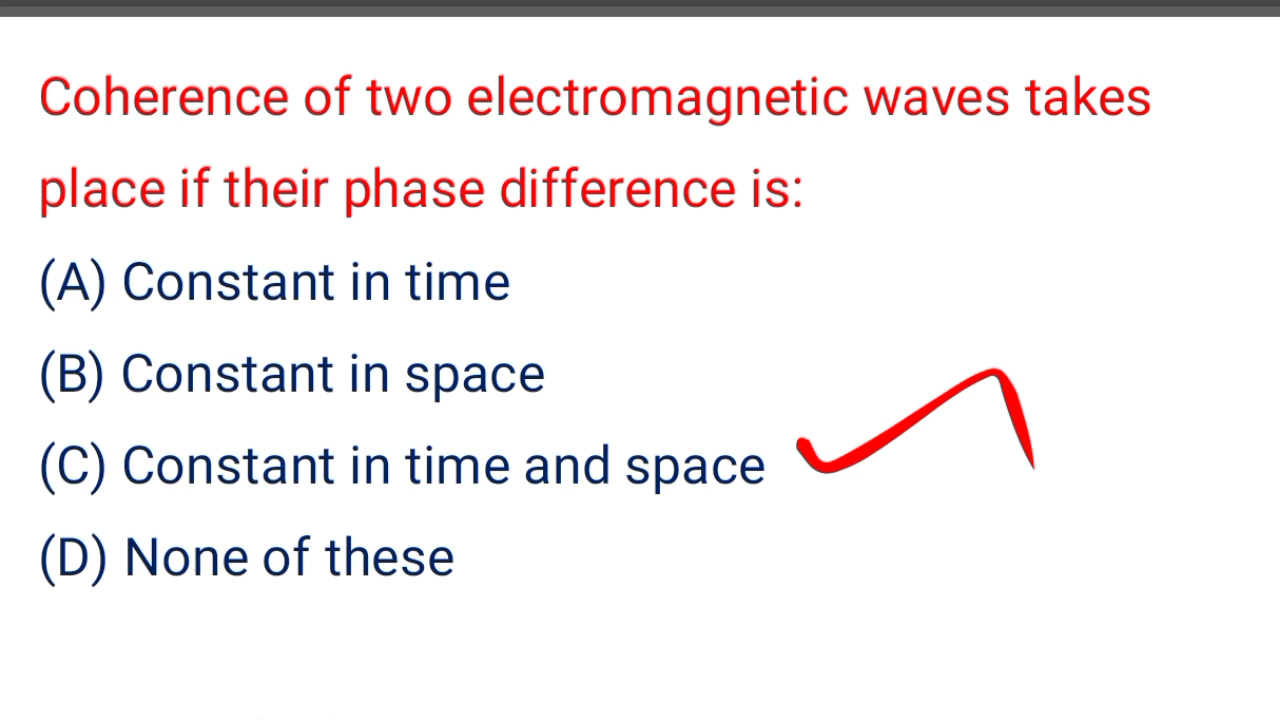 Coherence of two electromagnetic waves takes
place if their phase difference is:
(A) Constant in time
(B) Constant in space
(C) Constant in time and space
(D) None of these